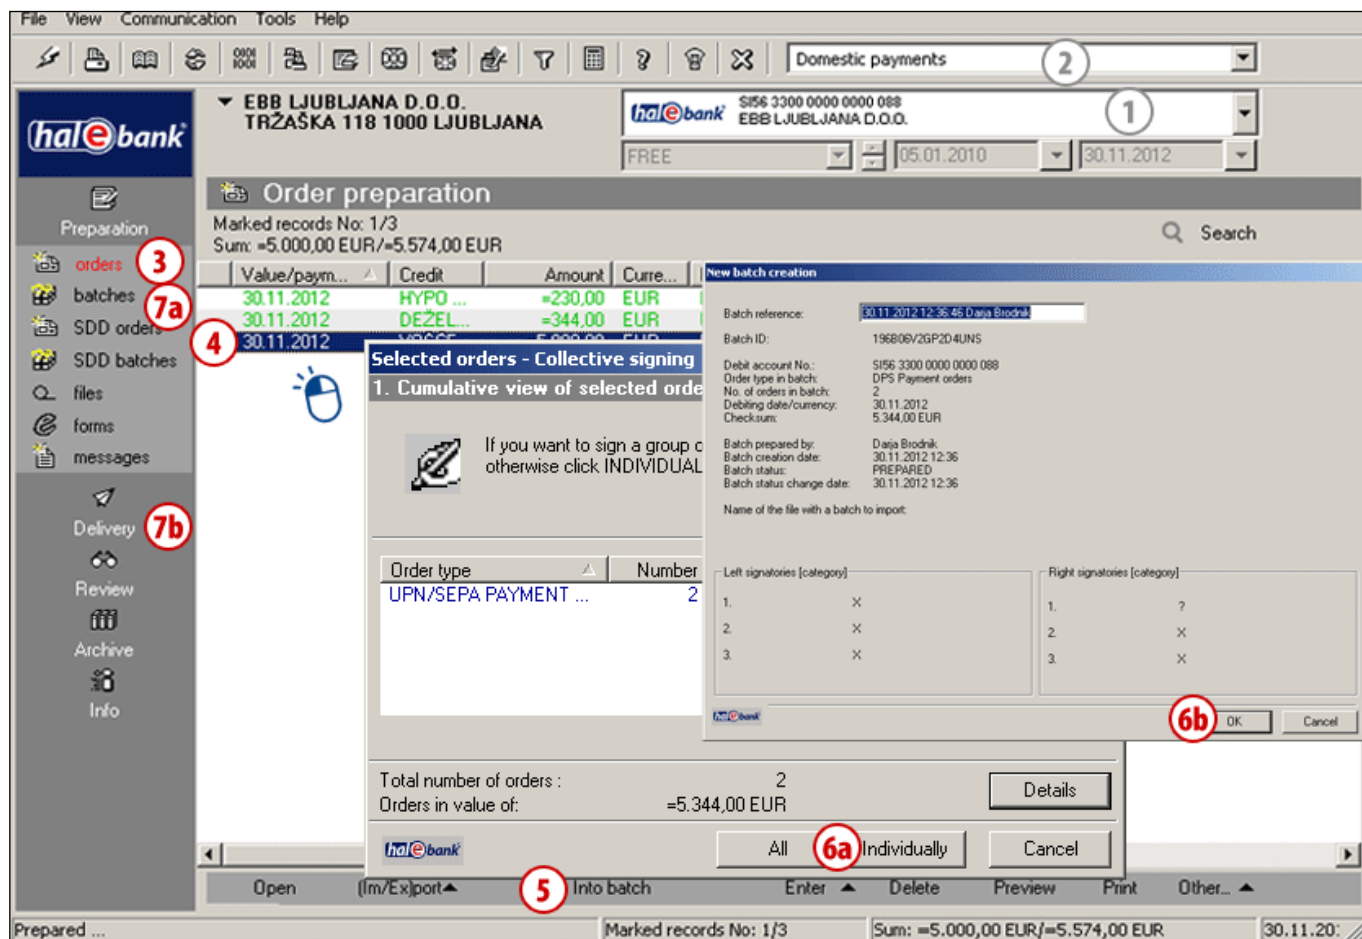 File View Communication Tools Help
Domestic payments
2
hal@bank
EBB LJUBLJANA D.O.O.
TRŽAŠKA 118 1000 LJUBLJANA
hal@bank
SI56 3300 0000 0000 088
EBB LJUBLJANA D.O.O.
1
FREE
05.01.2010
30.11.2012
Preparation
orders
3
batches
7a
SDD orders
SDD batches
files
forms
messages
Delivery
7b
Review
Archive
Info
Order preparation
Marked records No: 1/3
Sum: =5.000,00 EUR/=5.574,00 EUR
Search
Value/paym... Credit Amount Curre...
30.11.2012 HYPO ... =230,00 EUR
30.11.2012 DEŽEL... =344,00 EUR
4
30.11.2012
Selected orders - Collective signing
1. Cumulative view of selected orde
If you want to sign a group o
otherwise click INDIVIDUAL
Order type Number
UPN/SEPA PAYMENT ... 2
Total number of orders : 2
Orders in value of: =5.344,00 EUR
Details
hal@bank
All
6a
Individually
Cancel
New batch creation
Batch reference: 30.11.2012 12:36:46 Darja Brodnik
Batch ID: 196B06V2GP2D4UNS
Debit account No.: SI56 3300 0000 0000 088
Order type in batch: DPS Payment orders
No. of orders in batch: 2
Debiting date/currency: 30.11.2012
Checksum: 5.344,00 EUR
Batch prepared by: Darja Brodnik
Batch creation date: 30.11.2012 12:36
Batch status: PREPARED
Batch status change date: 30.11.2012 12:36
Name of the file with a batch to import:
Left signatories [category]
1. X
2. X
3. X
Right signatories [category]
1. ?
2. X
3. X
hal@bank
6b
OK
Cancel
Open (Im/Ex)port
5
Into batch Enter Delete Preview Print Other...
Prepared ...
Marked records No: 1/3
Sum: =5.000,00 EUR/=5.574,00 EUR